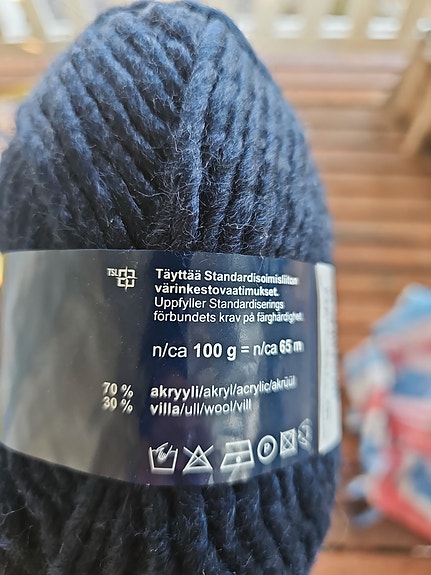 TSL
Täyttää Standardisoimisliiton
värinkestovaatimukset.
Uppfyller Standardiserings
förbundets krav på färghärdighet
n/ca 100 g = n/ca 65 m
70 % akryyli/akryl/acrylic/akrüül
30 % villa/ull/wool/vill
P